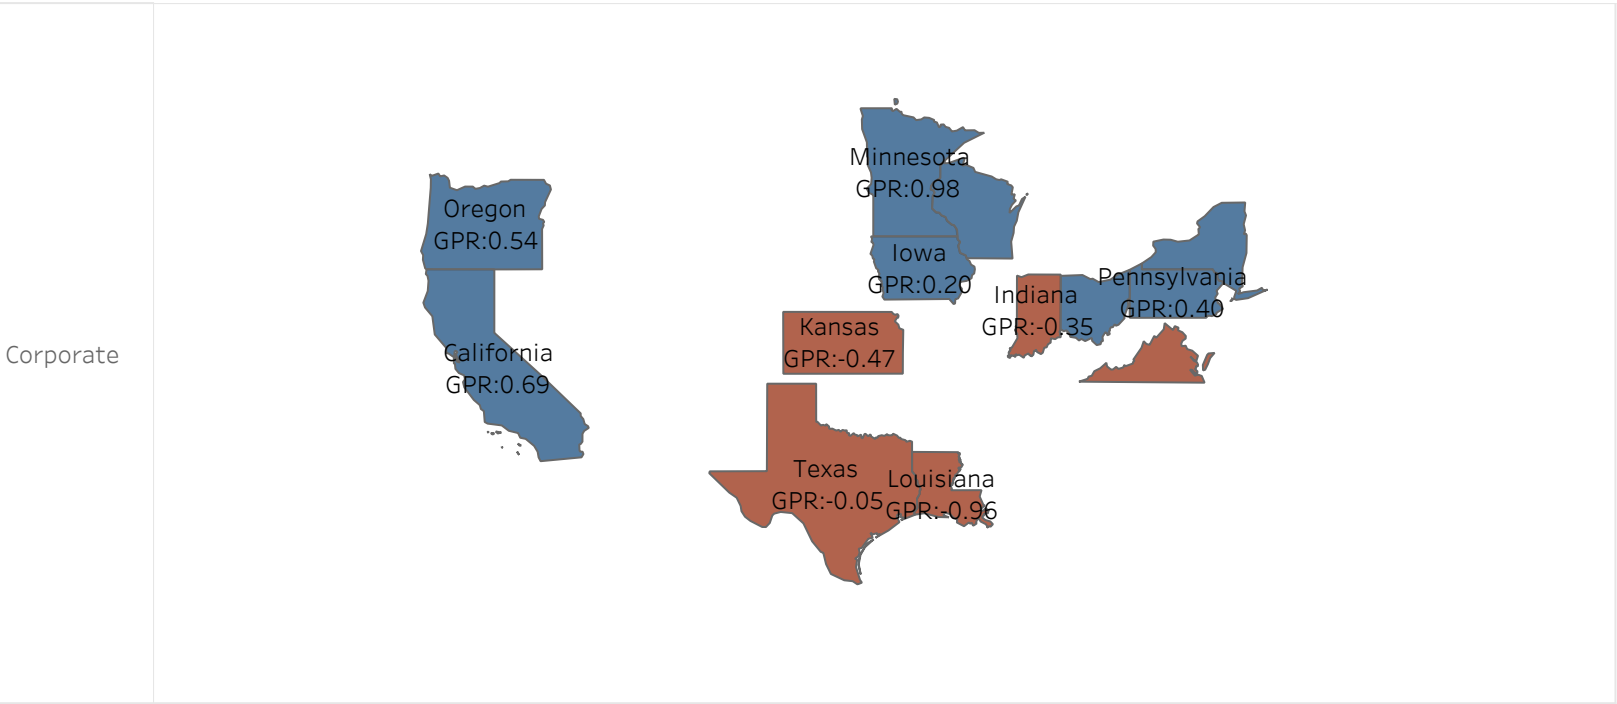 Minnesota
GPR:0.98
Oregon
GPR:0.54
Iowa
GPR:0.20
Pennsylvania
GPR:0.40
Indiana
GPR:-0.35
Kansas
GPR:-0.47
Corporate
California
GPR:0.69
Texas
GPR:-0.05
Louisiana
GPR:-0.96